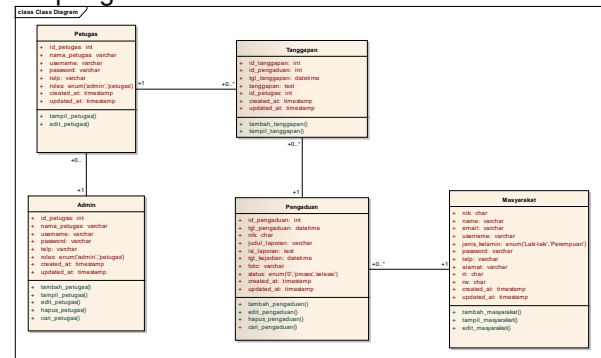 class Class Diagram
Petugas
+ id_petugas: int
+ nama_petugas: varchar
+ username: varchar
+ password: varchar
+ telp: varchar
+ roles: enum('admin','petugas')
+ created_at: timestamp
+ updated_at: timestamp
+ tampil_petugas()
+ edit_petugas()
+1
+0..*
Tanggapan
+ id_tanggapan: int
+ id_pengaduan: int
+ tgl_tanggapan: datetime
+ tanggapan: text
+ id_petugas: int
+ created_at: timestamp
+ updated_at: timestamp
+ tambah_tanggapan()
+ tampil_tanggapan()
+0..
+1
+0..*
+1
Admin
+ id_petugas: int
+ nama_petugas: varchar
+ username: varchar
+ password: varchar
+ telp: varchar
+ roles: enum('admin','petugas')
+ created_at: timestamp
+ updated_at: timestamp
+ tambah_petugas()
+ tampil_petugas()
+ edit_petugas()
+ hapus_petugas()
+ cari_petugas()
Pengaduan
+ id_pengaduan: int
+ tgl_pengaduan: datetime
+ nik: char
+ judul_laporan: varchar
+ isi_laporan: text
+ tgl_kejadian: datetime
+ foto: varchar
+ status: enum('0','proses','selesai')
+ created_at: timestamp
+ updated_at: timestamp
+ tambah_pengaduan()
+ edit_pengaduan()
+ hapus_pengaduan()
+ cari_pengaduan()
+0..*
+1
Masyarakat
+ nik: char
+ name: varchar
+ email: varchar
+ username: varchar
+ jenis_kelamin: enum('Laki-laki','Perempuan')
+ password: varchar
+ telp: varchar
+ alamat: varchar
+ rt: char
+ rw: char
+ created_at: timestamp
+ updated_at: timestamp
+ tambah_masyarakat()
+ tampil_masyarakat()
+ edit_masyarakat()